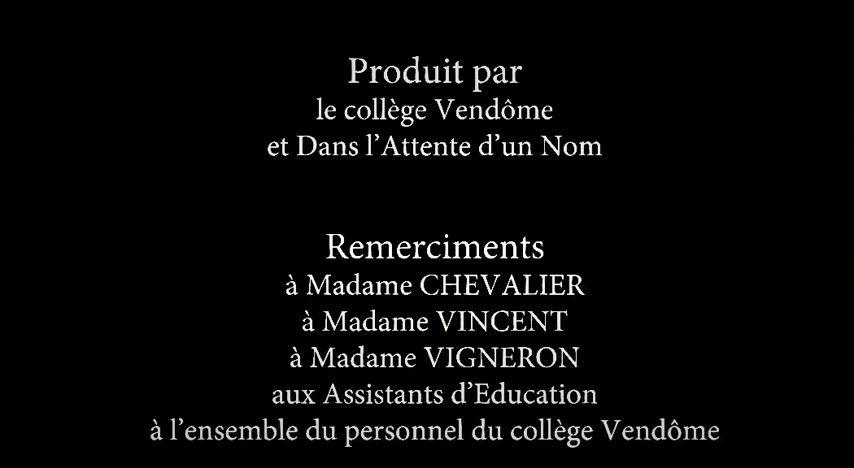 Produit par
le collège Vendôme
et Dans l’Attente d’un Nom
Remerciments
à Madame CHEVALIER
à Madame VINCENT
à Madame VIGNERON
aux Assistants d’Education
à l’ensemble du personnel du collège Vendôme